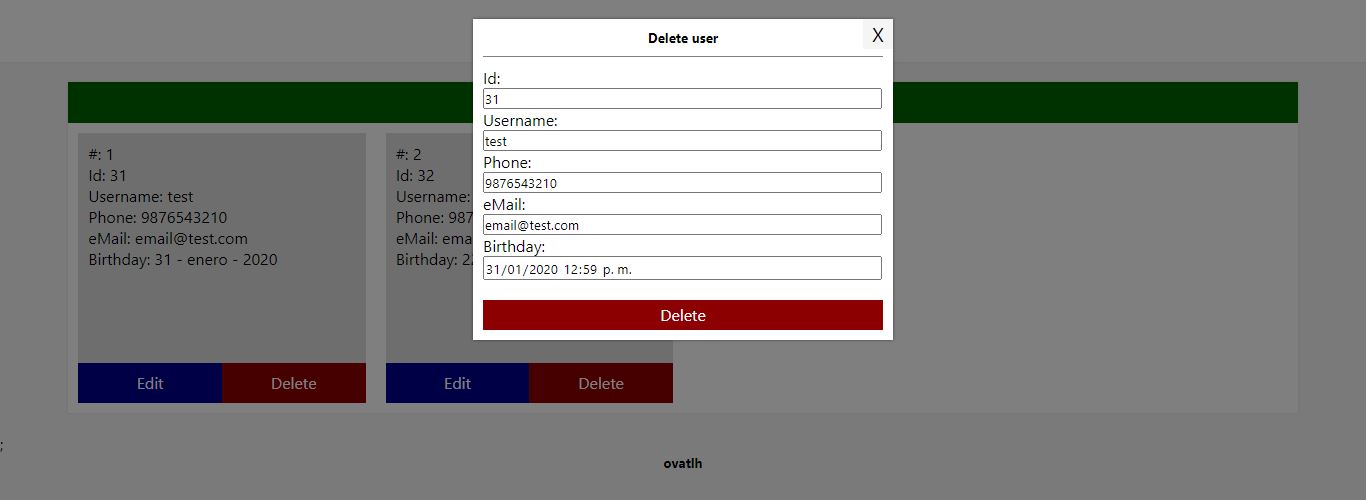 Delete user
X
Id:
31
Username:
test
Phone:
9876543210
eMail:
email@test.com
Birthday:
31/01/2020 12:59 p. m.
Delete
#: 1
Id: 31
Username: test
Phone: 9876543210
eMail: email@test.com
Birthday: 31 - enero - 2020
Edit
Delete
#: 2
Id: 32
Username:
Phone: 987
eMail: ema
Birthday: 22
Edit
Delete
;
ovatlh